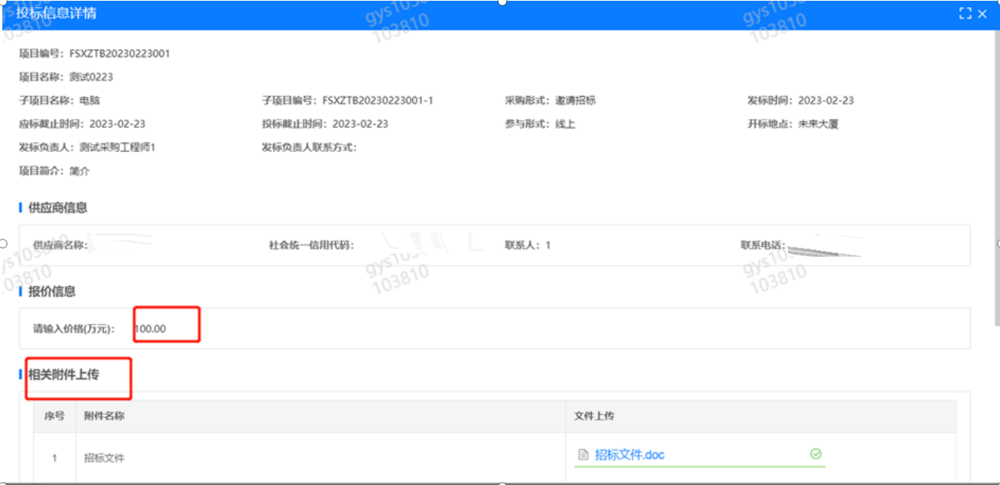 投标信息详情
项目编号：FSXZTB20230223001
项目名称：测试0223
子项目名称：电脑 子项目编号：FSXZTB20230223001-1 采购形式：邀请招标 发标时间：2023-02-23
应标截止时间：2023-02-23 投标截止时间：2023-02-23 参与形式：线上 开标地点：未来大厦
发标负责人：测试采购工程师1 发标负责人联系方式：
项目简介：简介
供应商信息
供应商名称： 社会统一信用代码： 联系人：1 联系电话：
报价信息
请输入价格(万元)： 100.00
相关附件上传
序号 附件名称 文件上传
1 招标文件 招标文件.doc
gys103810
103810
gys103810
103810
gys103810
103810
gys103810
103810